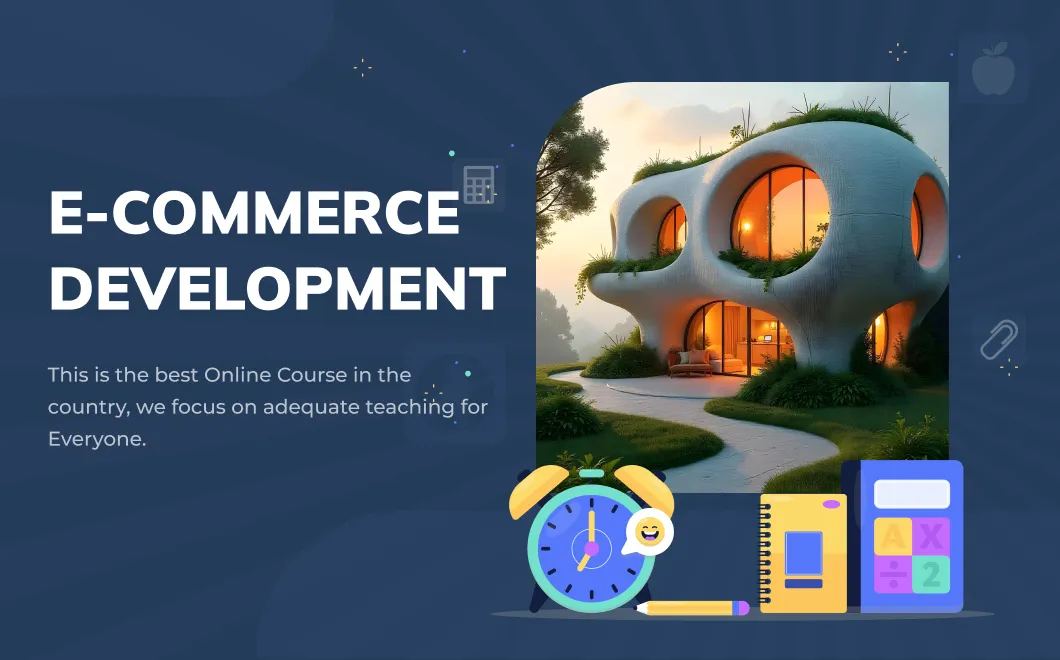 E-COMMERCE
DEVELOPMENT
This is the best Online Course in the
country, we focus on adequate teaching for
Everyone.
A X
÷ 2